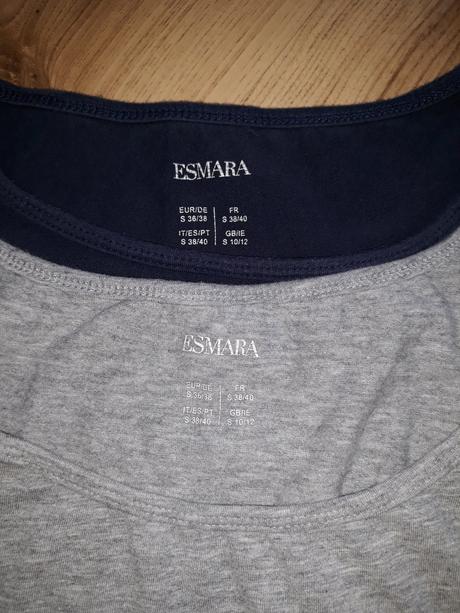 ESMARA
EUR/DE FR
S 36/38 S 38/40
IT/ES/PT GB/IE
S 38/40 S 10/12
ESMARA
EUR/DE FR
S 36/38 S 38/40
IT/ES/PT GB/IE
S 38/40 S 10/12